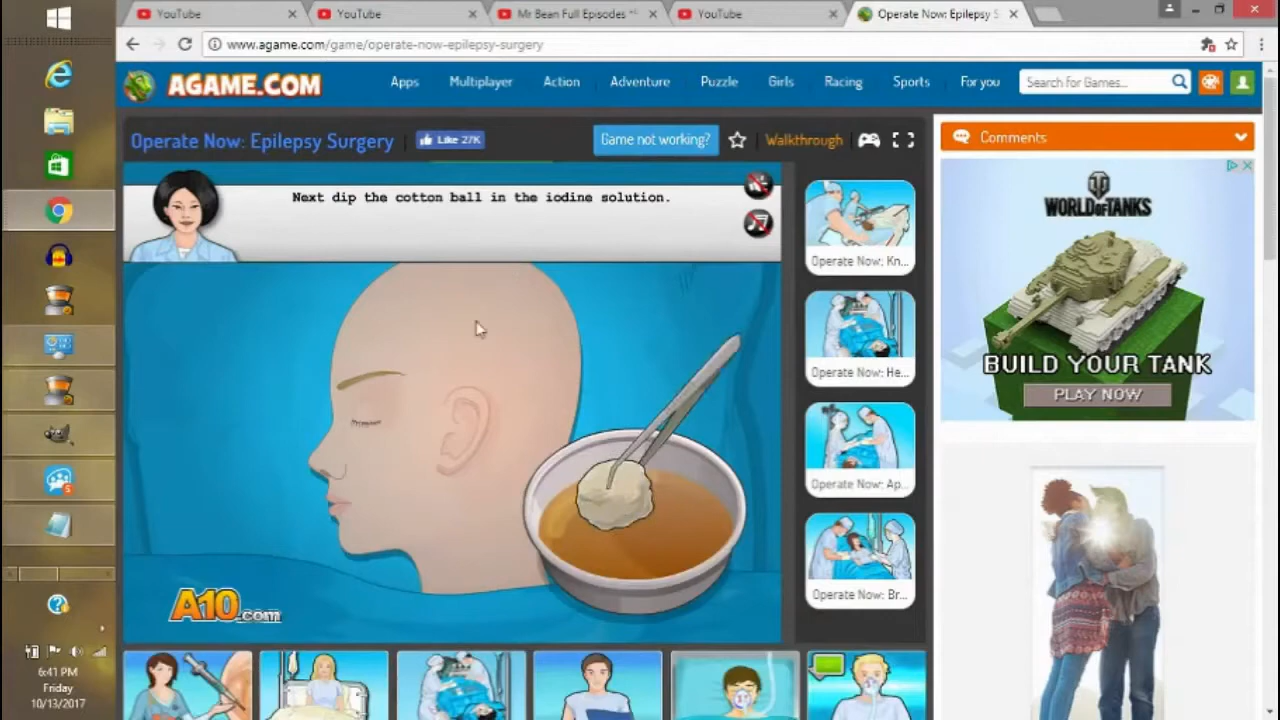 YouTube
YouTube
Mr Bean Full Episodes
YouTube
Operate Now: Epilepsy S
www.agame.com/game/operate-now-epilepsy-surgery
AGAME.COM
Apps
Multiplayer
Action
Adventure
Puzzle
Girls
Racing
Sports
For you
Search for Games...
Operate Now: Epilepsy Surgery
Like 27K
Game not working?
Walkthrough
Comments
Next dip the cotton ball in the iodine solution.
WORLD OF TANKS
BUILD YOUR TANK
PLAY NOW
Operate Now: Kn...
Operate Now: He...
Operate Now: Ap...
Operate Now: Br...
A10.com
6:41 PM
Friday
10/13/2017